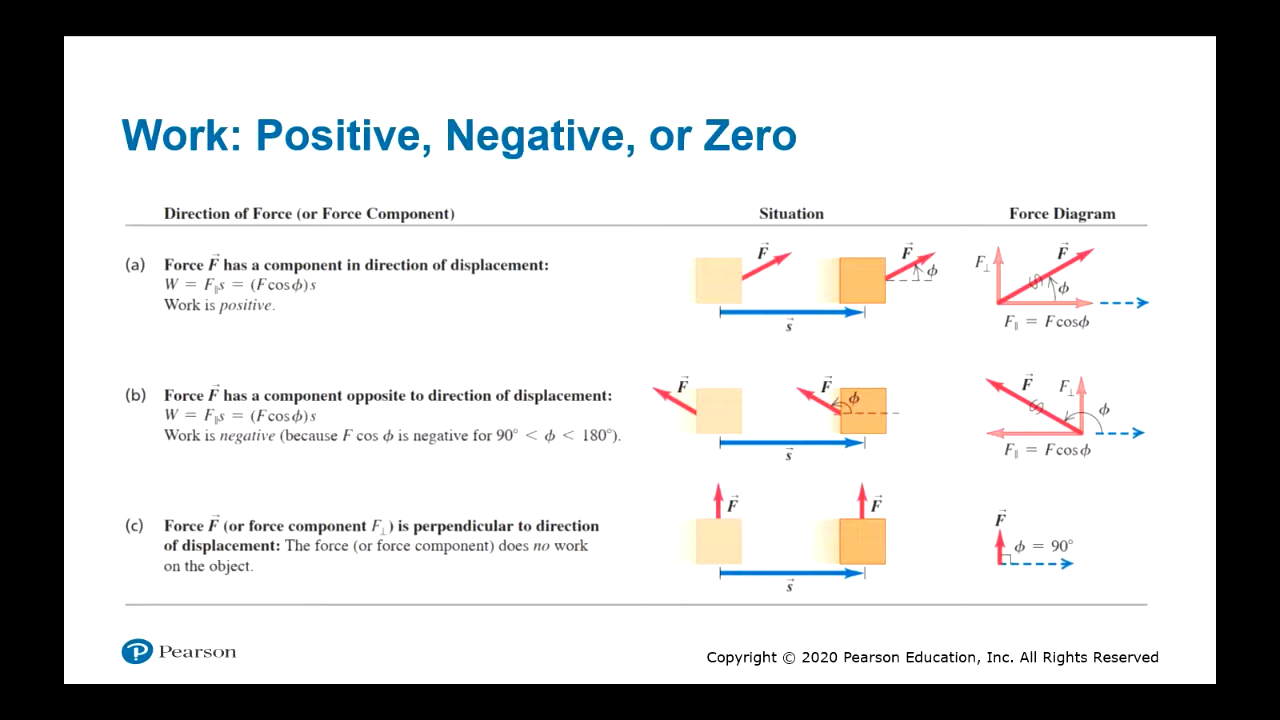 Work: Positive, Negative, or Zero
Direction of Force (or Force Component)
Situation
Force Diagram
(a) Force F⃗ has a component in direction of displacement:
W = F∥s = (F cos ϕ)s
Work is positive.
F⃗
F⃗
ϕ
s⃗
F⊥
F⃗
ϕ
F∥ = F cos ϕ
(b) Force F⃗ has a component opposite to direction of displacement:
W = F∥s = (F cos ϕ)s
Work is negative (because F cos ϕ is negative for 90° < ϕ < 180°).
F⃗
F⃗
ϕ
s⃗
F⃗
F⊥
ϕ
F∥ = F cos ϕ
(c) Force F⃗ (or force component F⊥) is perpendicular to direction
of displacement: The force (or force component) does no work
on the object.
F⃗
F⃗
s⃗
F⃗
ϕ = 90°
P Pearson
Copyright © 2020 Pearson Education, Inc. All Rights Reserved